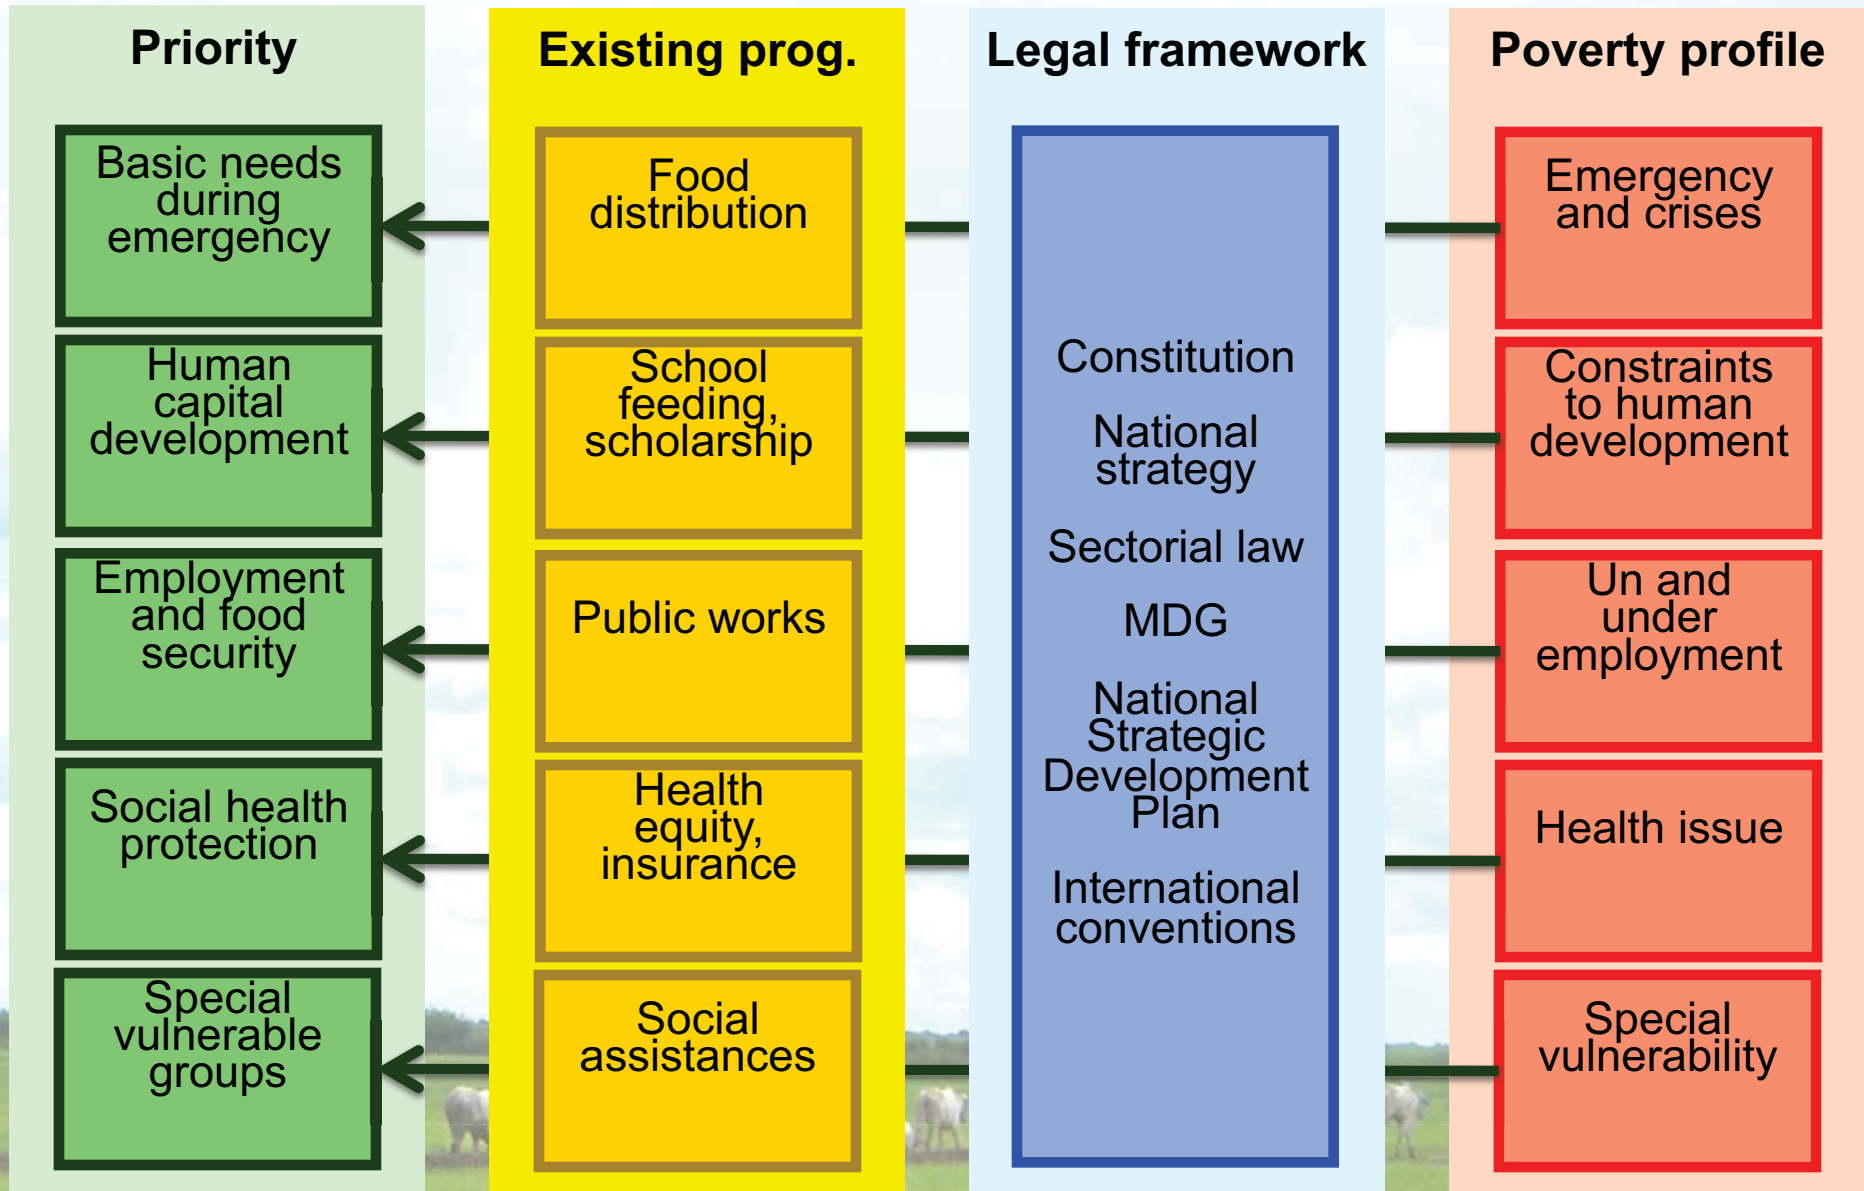 Priority
Basic needs
during
emergency
Human
capital
development
Employment
and food
security
Social health
protection
Special
vulnerable
groups
Existing prog.
Food
distribution
School
feeding,
scholarship
Public works
Health
equity,
insurance
Social
assistances
Legal framework
Constitution
National
strategy
Sectorial law
MDG
National
Strategic
Development
Plan
International
conventions
Poverty profile
Emergency
and crises
Constraints
to human
development
Un and
under
employment
Health issue
Special
vulnerability